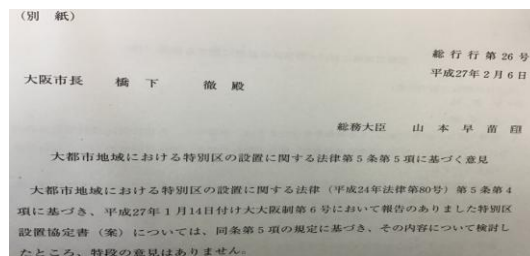 （別 紙）
総行行第26号
平成27年2月6日
大阪市長 橋下 徹殿
総務大臣 山本早苗
大都市地域における特別区の設置に関する法律第5条第5項に基づく意見
大都市地域における特別区の設置に関する法律（平成24年法律第80号）第5条第4
項に基づき、平成27年1月14日付け大大阪制第6号において報告のありました特別区
設置協定書（案）については、同条第5項の規定に基づき、その内容について検討し
たところ、特段の意見はありません。